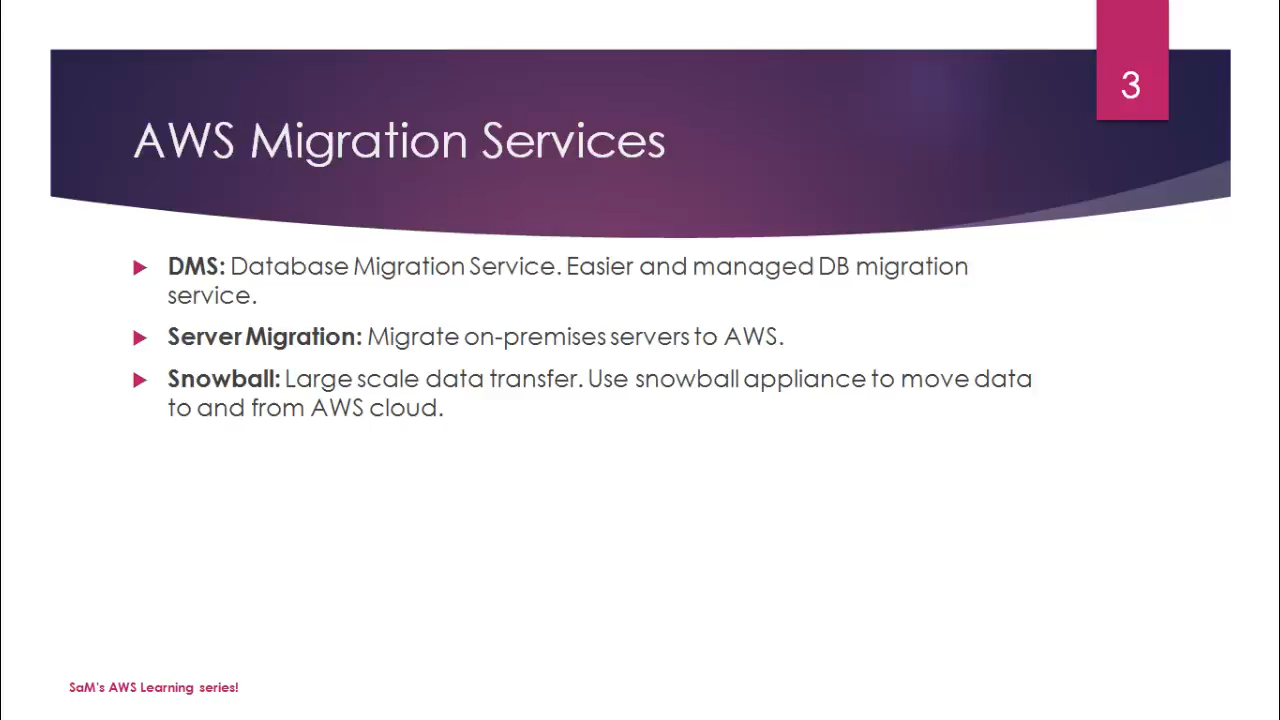 3
AWS Migration Services
DMS: Database Migration Service. Easier and managed DB migration
service.
Server Migration: Migrate on-premises servers to AWS.
Snowball: Large scale data transfer. Use snowball appliance to move data
to and from AWS cloud.
SaM's AWS Learning series!